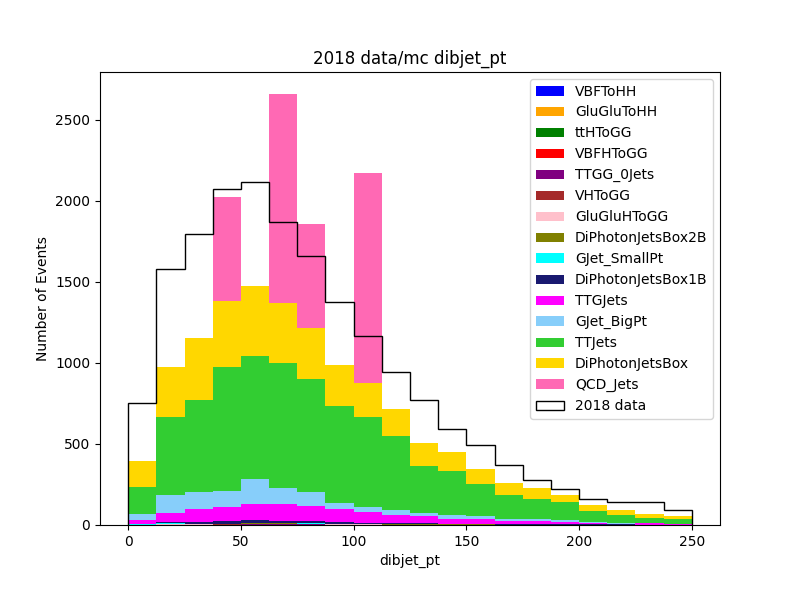 2018 data/mc dibjet_pt
Number of Events
2500
2000
1500
1000
500
0
0
50
100
150
200
250
dibjet_pt
VBFToHH
GluGluToHH
ttHToGG
VBFHToGG
TTGG_0Jets
VHToGG
GluGluHToGG
DiPhotonJetsBox2B
GJet_SmallPt
DiPhotonJetsBox1B
TTGJets
GJet_BigPt
TTJets
DiPhotonJetsBox
QCD_Jets
2018 data